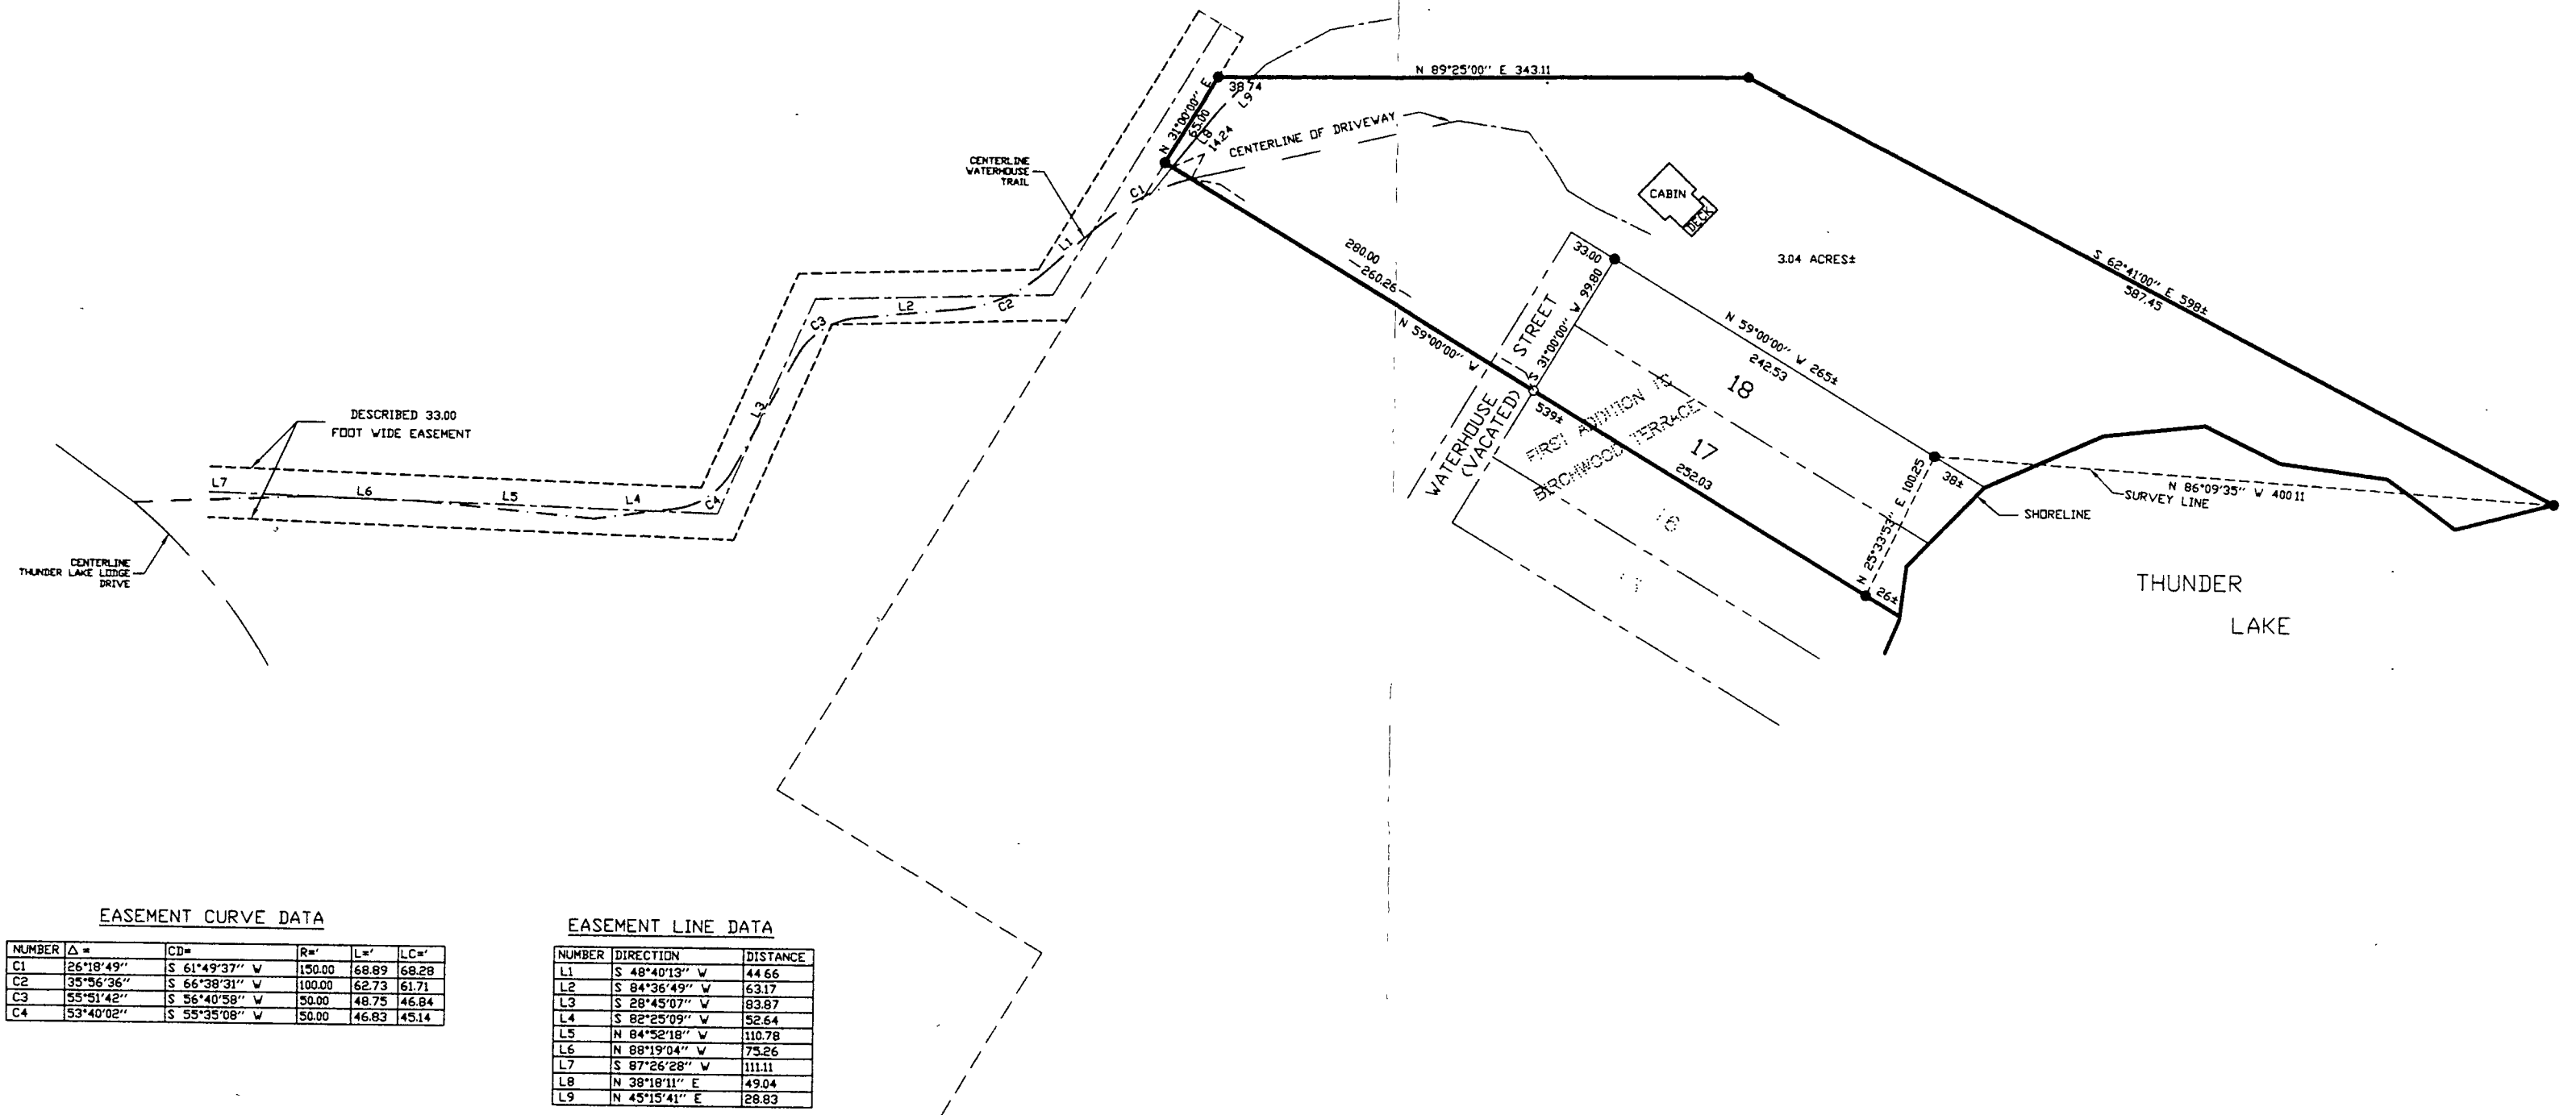 N 89°25'00" E 343.11
38.74
L9
N 31°00'00" E
65.00
L8
14.24
CENTERLINE OF DRIVEWAY
CENTERLINE
WATERHOUSE
TRAIL
C1
L1
CABIN
DECK
3.04 ACRES±
S 62°41'00" E 598±
587.45
280.00
260.26
N 59°00'00" W
33.00
S 31°00'00" W 99.80
WATERHOUSE STREET
(VACATED)
N 59°00'00" W 265±
242.53
18
539±
FIRST ADDITION TO
BIRCHWOOD TERRACE
17
252.03
16
N 25°33'53" E 100.25
38±
26±
N 86°09'35" W 400.11
SURVEY LINE
SHORELINE
THUNDER
LAKE
L2
C2
C3
L3
C4
L4
L5
L6
L7
DESCRIBED 33.00
FOOT WIDE EASEMENT
CENTERLINE
THUNDER LAKE LODGE
DRIVE
EASEMENT CURVE DATA
NUMBER Δ = CD= R=' L=' LC='
C1 26°18'49" S 61°49'37" W 150.00 68.89 68.28
C2 35°56'36" S 66°38'31" W 100.00 62.73 61.71
C3 55°51'42" S 56°40'58" W 50.00 48.75 46.84
C4 53°40'02" S 55°35'08" W 50.00 46.83 45.14
EASEMENT LINE DATA
NUMBER DIRECTION DISTANCE
L1 S 48°40'13" W 44.66
L2 S 84°36'49" W 63.17
L3 S 28°45'07" W 83.87
L4 S 82°25'09" W 52.64
L5 N 84°52'18" W 110.78
L6 N 88°19'04" W 75.26
L7 S 87°26'28" W 111.11
L8 N 38°18'11" E 49.04
L9 N 45°15'41" E 28.83